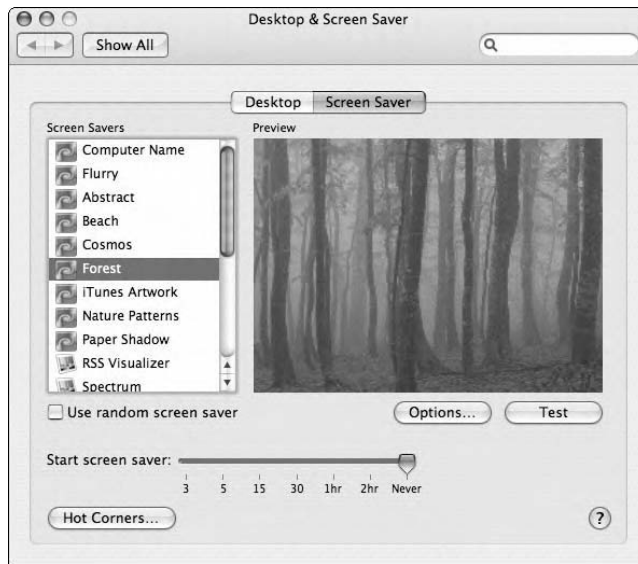 Desktop & Screen Saver
Show All
Desktop Screen Saver
Screen Savers Preview
Computer Name
Flurry
Abstract
Beach
Cosmos
Forest
iTunes Artwork
Nature Patterns
Paper Shadow
RSS Visualizer
Spectrum
Use random screen saver Options... Test
Start screen saver:
3 5 15 30 1hr 2hr Never
Hot Corners... ?